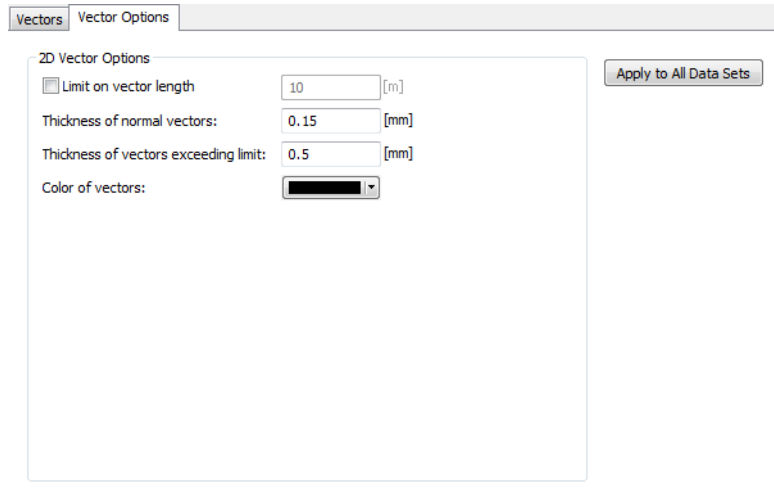 Vectors Vector Options
2D Vector Options
Limit on vector length 10 [m] Apply to All Data Sets
Thickness of normal vectors: 0.15 [mm]
Thickness of vectors exceeding limit: 0.5 [mm]
Color of vectors: